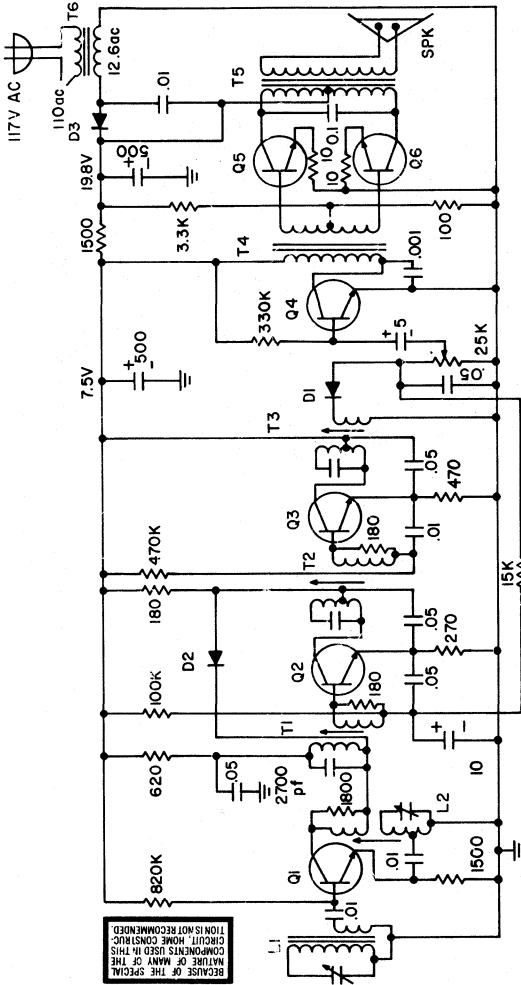 117V AC
T6
110ac
12.6ac
D3
.01
T5
SPK
19.8V
500
+
-
Q5
10
10
0.1
Q6
1500
3.3K
100
T4
330K
Q4
.001
+
5
-
25K
.05
7.5V
+
500
-
D1
T3
470K
Q3
.05
470
.01
180
T2
180
D2
Q2
.05
270
.05
180
15K
100K
T1
+
-
10
620
.05
2700
pf
1800
L2
820K
Q1
.01
1500
.01
L1
BECAUSE OF THE SPECIAL
NATURE OF MANY OF THE
COMPONENTS USED IN THIS
CIRCUIT, HOME CONSTRUC-
TION IS NOT RECOMMENDED.